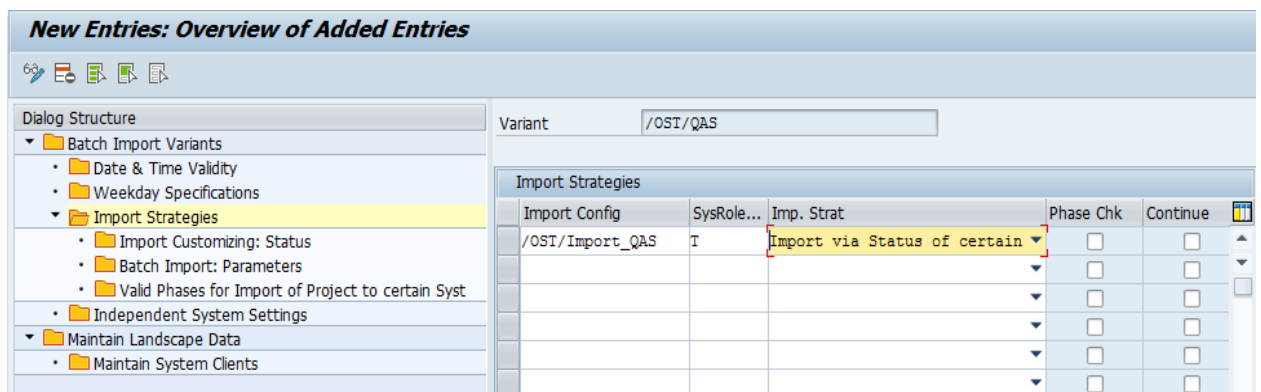 New Entries: Overview of Added Entries
Dialog Structure
Batch Import Variants
Date & Time Validity
Weekday Specifications
Import Strategies
Import Customizing: Status
Batch Import: Parameters
Valid Phases for Import of Project to certain Syst
Independent System Settings
Maintain Landscape Data
Maintain System Clients
Variant /OST/QAS
Import Strategies
Import Config SysRole... Imp. Strat Phase Chk Continue
/OST/Import_QAS T Import via Status of certain